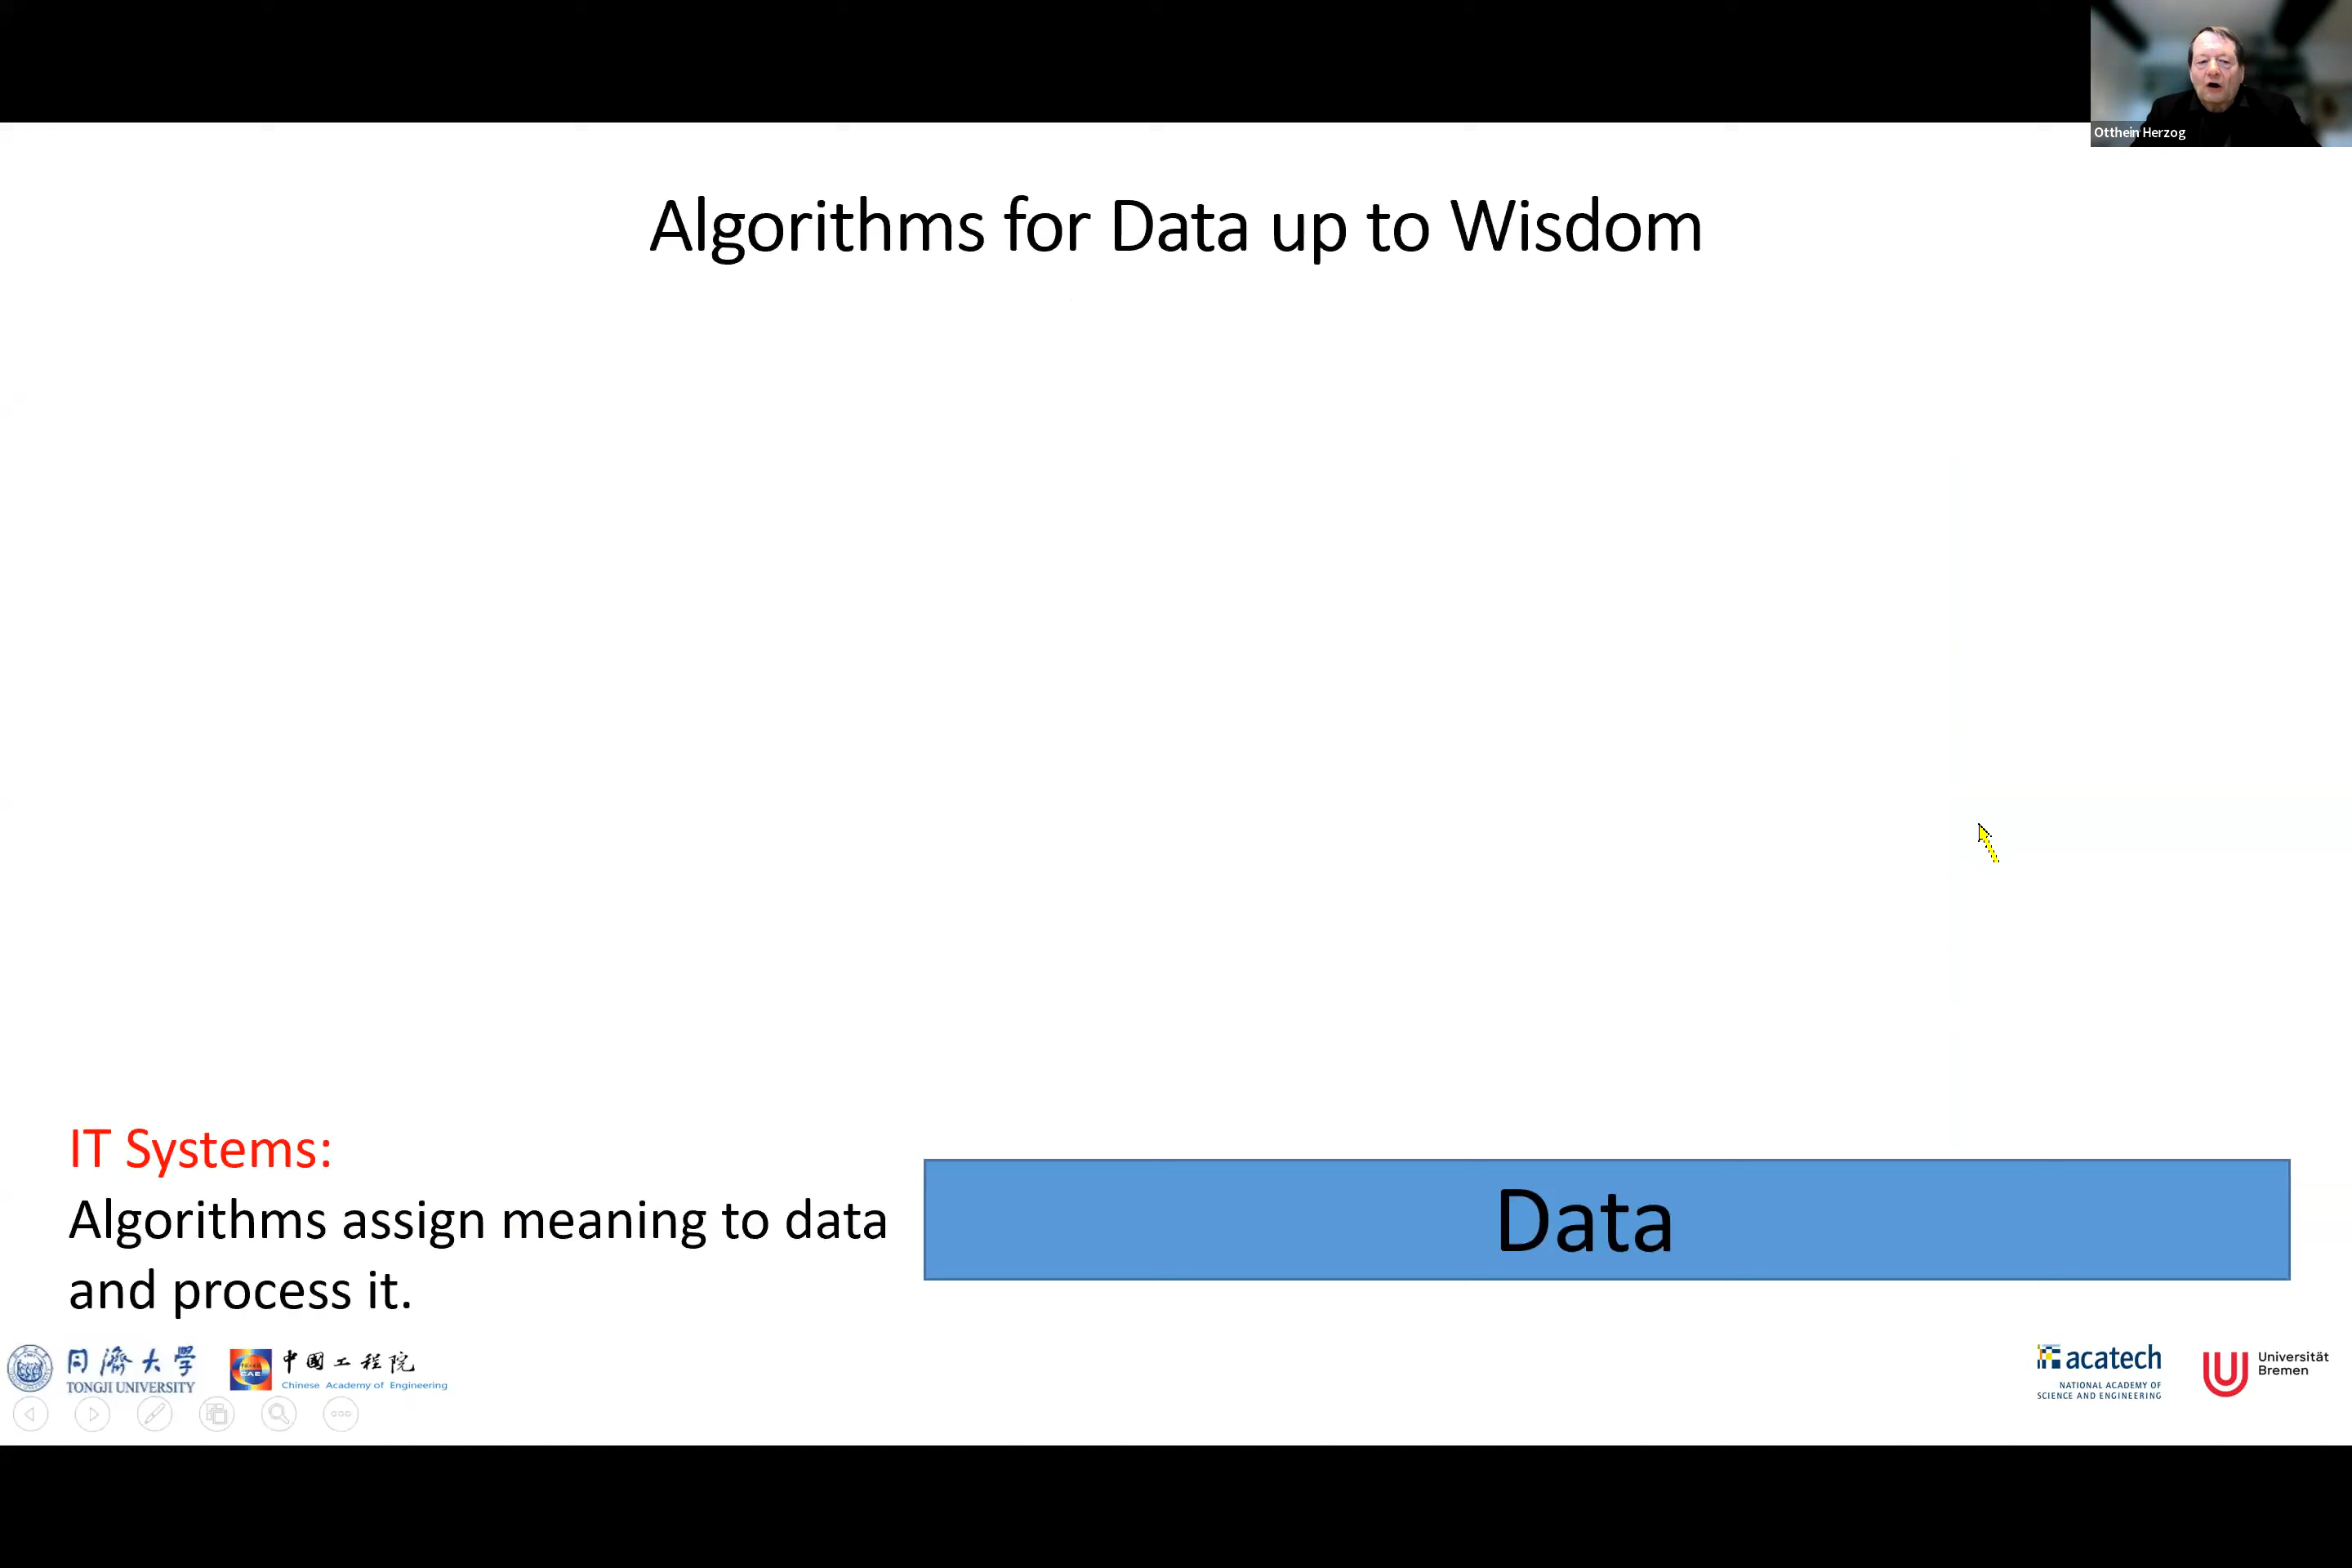 Otthein Herzog
Algorithms for Data up to Wisdom
IT Systems:
Algorithms assign meaning to data
and process it.
Data
同濟大學
TONGJI UNIVERSITY
CAE
中國工程院
Chinese Academy of Engineering
acatech
NATIONAL ACADEMY OF
SCIENCE AND ENGINEERING
Universität
Bremen